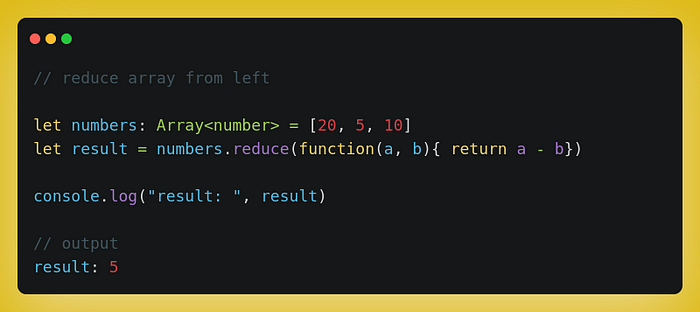 // reduce array from left
let numbers: Array<number> = [20, 5, 10]
let result = numbers.reduce(function(a, b){ return a - b})
console.log("result: ", result)
// output
result: 5